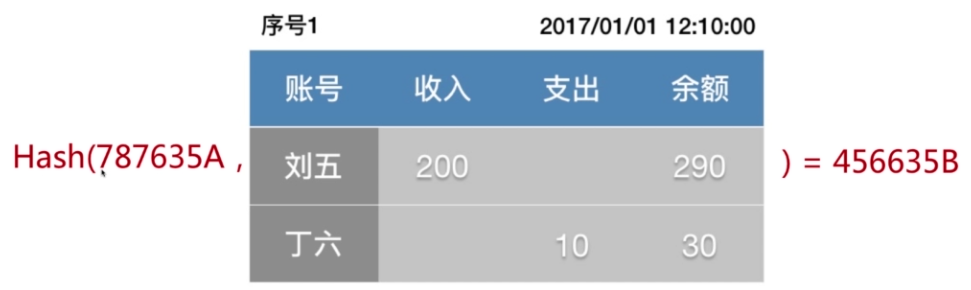 序号1 2017/01/01 12:10:00
账号 收入 支出 余额
Hash(787635A , 刘五 200 290 ) = 456635B
丁六 10 30